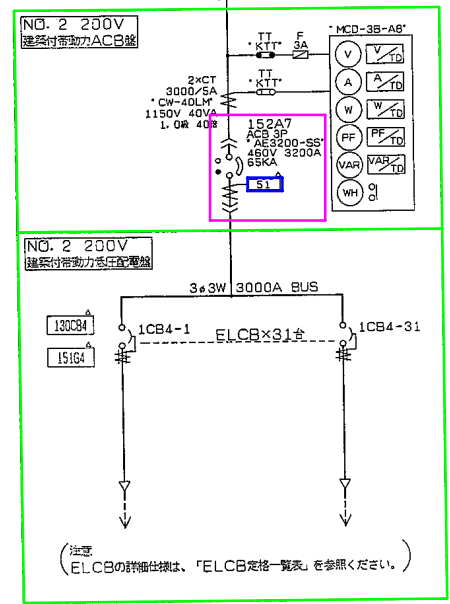 NO. 2 200V
建築付帯動力ACB盤
TT
"KTT"
F
3A
"MCD-3B-A6"
V
V/TD
TT
"KTT"
A
A/TD
2×CT
3000/5A
"CW-40LM"
1150V 40VA
1.0級 40倍
W
W/TD
PF
PF/TD
VAR
VAR/TD
WH
152A7
ACB 3P
"AE3200-SS"
460V 3200A
65KA
51
NO. 2 200V
建築付帯動力低圧配電盤
3φ3W 3000A BUS
130CB4
151G4
1CB4-1
ELCB×31台
1CB4-31
注意
ELCBの詳細仕様は、「ELCB定格一覧表」を参照ください。